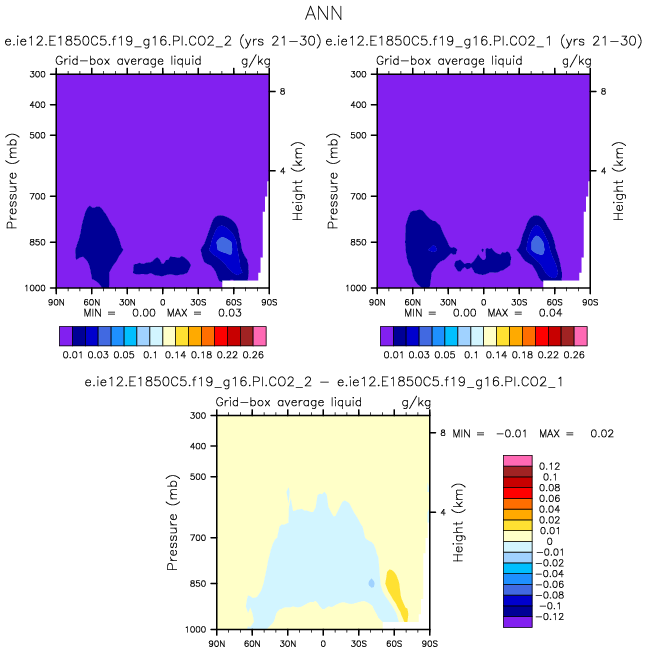 ANN
e.ie12.E1850C5.f19_g16.PI.CO2_2 (yrs 21-30) e.ie12.E1850C5.f19_g16.PI.CO2_1 (yrs 21-30)
Grid-box average liquid g/kg Grid-box average liquid g/kg
300 300
400 8 400 8
500 500
Pressure (mb) Height (km) Pressure (mb) Height (km)
4 4
700 700
850 850
1000 1000
90N 60N 30N 0 30S 60S 90S 90N 60N 30N 0 30S 60S 90S
MIN = 0.00 MAX = 0.03 MIN = 0.00 MAX = 0.04
0.01 0.03 0.05 0.1 0.14 0.18 0.22 0.26 0.01 0.03 0.05 0.1 0.14 0.18 0.22 0.26
e.ie12.E1850C5.f19_g16.PI.CO2_2 - e.ie12.E1850C5.f19_g16.PI.CO2_1
Grid-box average liquid g/kg
300
400
500
700
850
1000
Pressure (mb)
8
4
Height (km)
90N 60N 30N 0 30S 60S 90S
MIN = -0.01 MAX = 0.02
0.12
0.1
0.08
0.06
0.04
0.02
0.01
0
-0.01
-0.02
-0.04
-0.06
-0.08
-0.1
-0.12